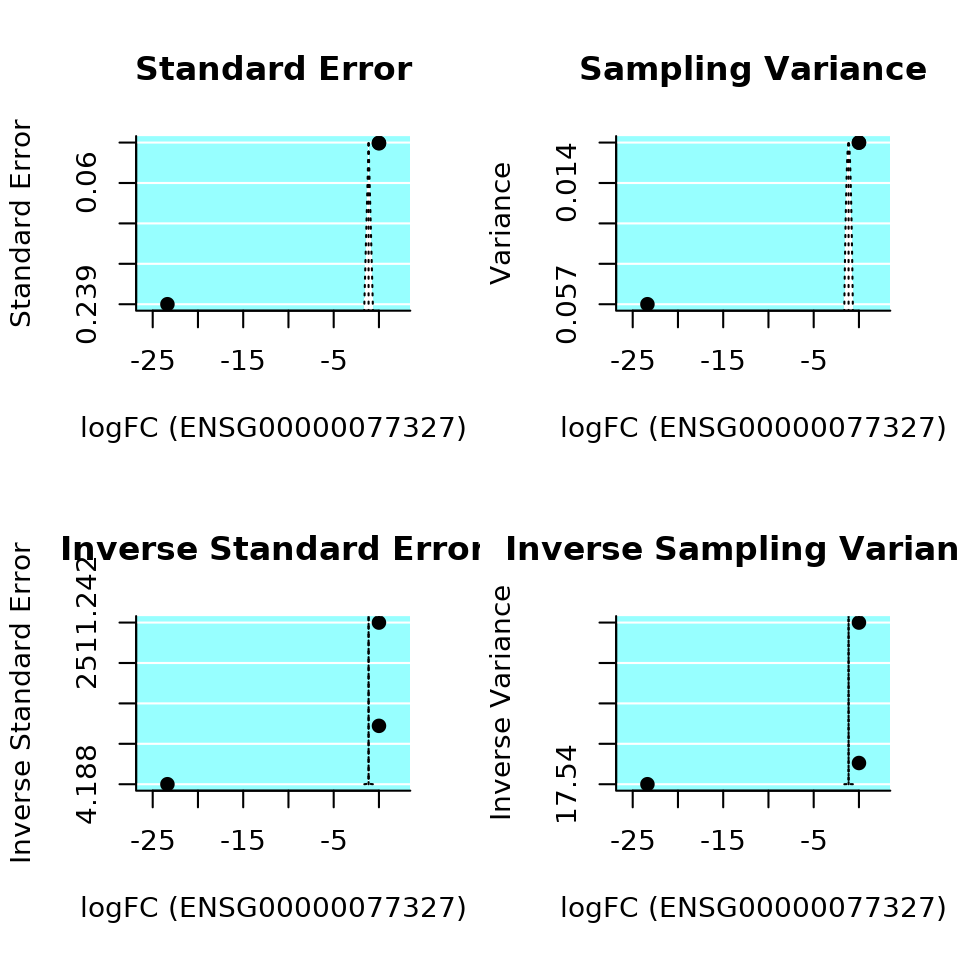 Standard Error
Standard Error
0.06
0.239
-25 -15 -5
logFC (ENSG00000077327)
Sampling Variance
Variance
0.014
0.057
-25 -15 -5
logFC (ENSG00000077327)
Inverse Standard Error
Inverse Standard Error
2511.242
4.188
-25 -15 -5
logFC (ENSG00000077327)
Inverse Sampling Varian
Inverse Variance
17.54
-25 -15 -5
logFC (ENSG00000077327)